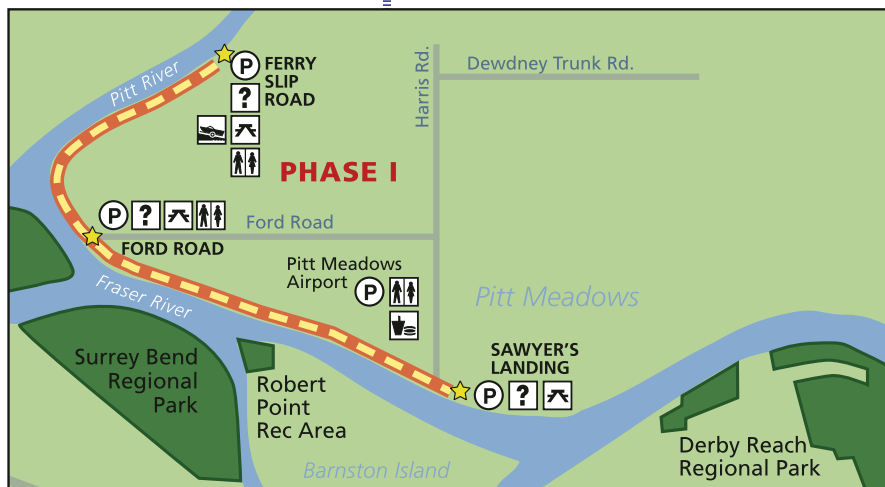 Pitt River
P
FERRY
SLIP
ROAD
?
Harris Rd.
Dewdney Trunk Rd.
PHASE I
P
?
Ford Road
FORD ROAD
Pitt Meadows
Airport
P
Fraser River
Pitt Meadows
SAWYER'S
LANDING
P
?
Surrey Bend
Regional
Park
Robert
Point
Rec Area
Barnston Island
Derby Reach
Regional Park